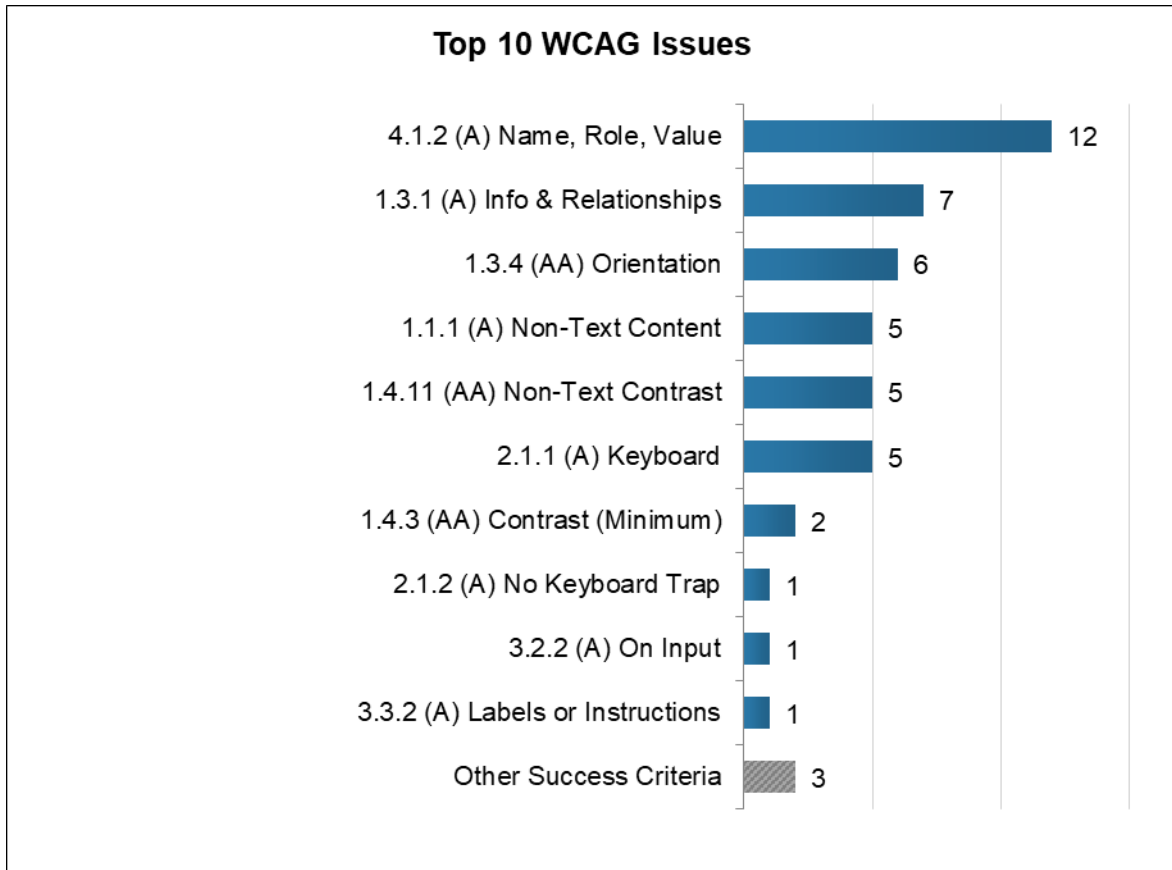 Top 10 WCAG Issues
4.1.2 (A) Name, Role, Value 12
1.3.1 (A) Info & Relationships 7
1.3.4 (AA) Orientation 6
1.1.1 (A) Non-Text Content 5
1.4.11 (AA) Non-Text Contrast 5
2.1.1 (A) Keyboard 5
1.4.3 (AA) Contrast (Minimum) 2
2.1.2 (A) No Keyboard Trap 1
3.2.2 (A) On Input 1
3.3.2 (A) Labels or Instructions 1
Other Success Criteria 3